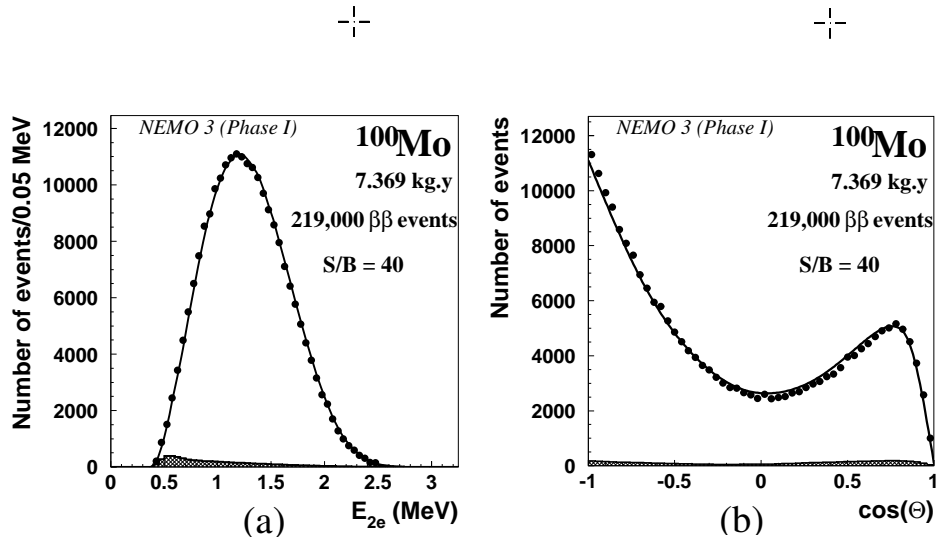 NEMO 3 (Phase I)
100Mo
7.369 kg.y
219,000 ββ events
S/B = 40
Number of events/0.05 MeV
12000
10000
8000
6000
4000
2000
0
0 0.5 1 1.5 2 2.5 3
E2e (MeV)
(a)
NEMO 3 (Phase I)
100Mo
7.369 kg.y
219,000 ββ events
S/B = 40
Number of events
12000
10000
8000
6000
4000
2000
0
-1 -0.5 0 0.5 1
cos(Θ)
(b)